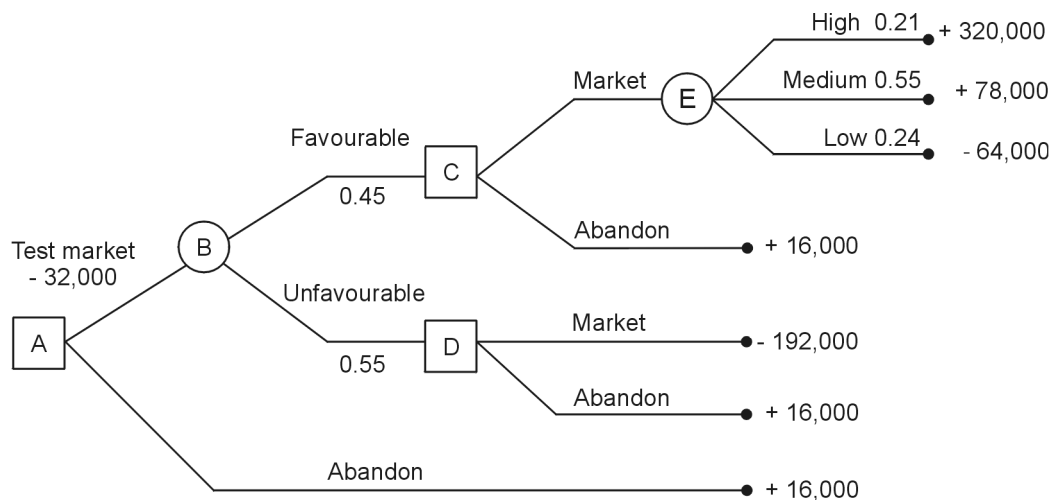 High 0.21
+ 320,000
Market
E
Medium 0.55
+ 78,000
Favourable
Low 0.24
- 64,000
C
0.45
Abandon
+ 16,000
Test market
- 32,000
B
Unfavourable
Market
- 192,000
A
D
0.55
Abandon
+ 16,000
Abandon
+ 16,000